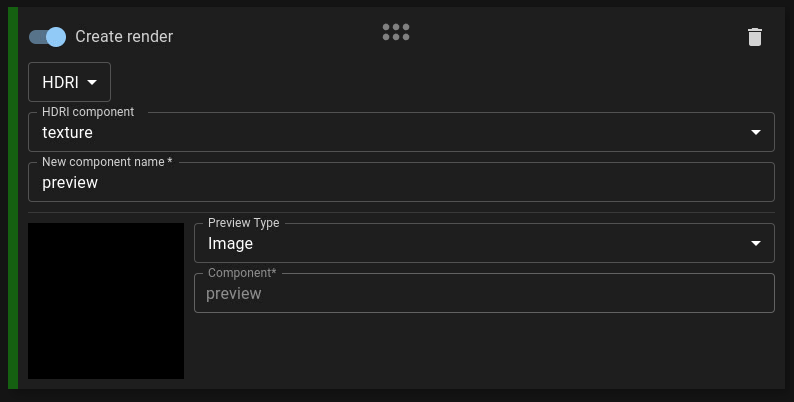 Create render
HDRI
HDRI component
texture
New component name *
preview
Preview Type
Image
Component*
preview